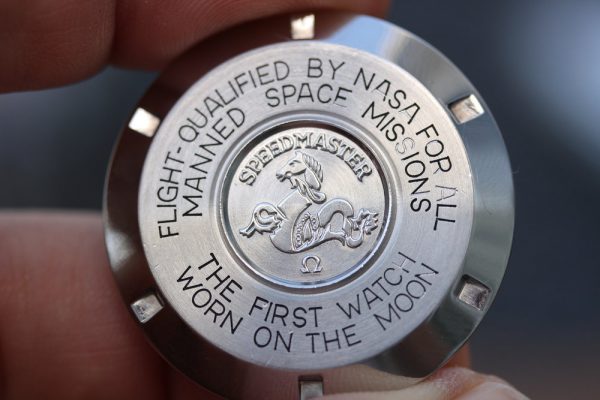 FLIGHT-QUALIFIED BY NASA FOR ALL
MANNED SPACE MISSIONS
SPEEDMASTER
Ω
THE FIRST WATCH
WORN ON THE MOON